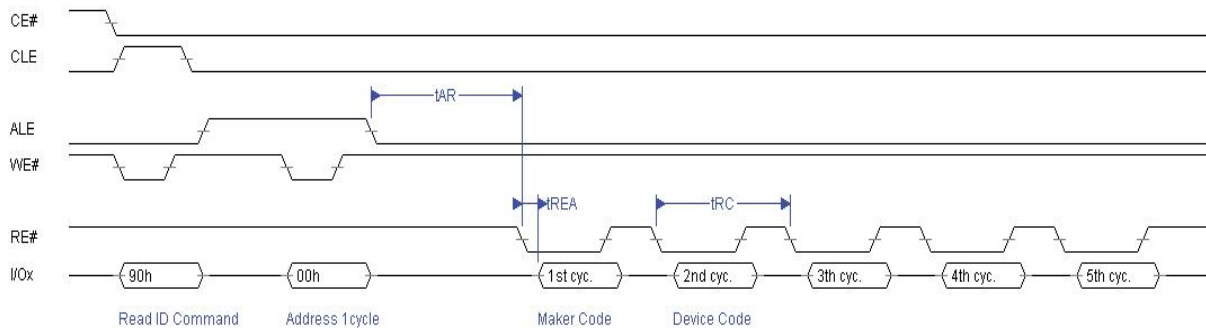 CE#
CLE
tAR
ALE
WE#
tREA
tRC
RE#
I/Ox 90h 00h 1st cyc. 2nd cyc. 3th cyc. 4th cyc. 5th cyc.
Read ID Command Address 1cycle Maker Code Device Code